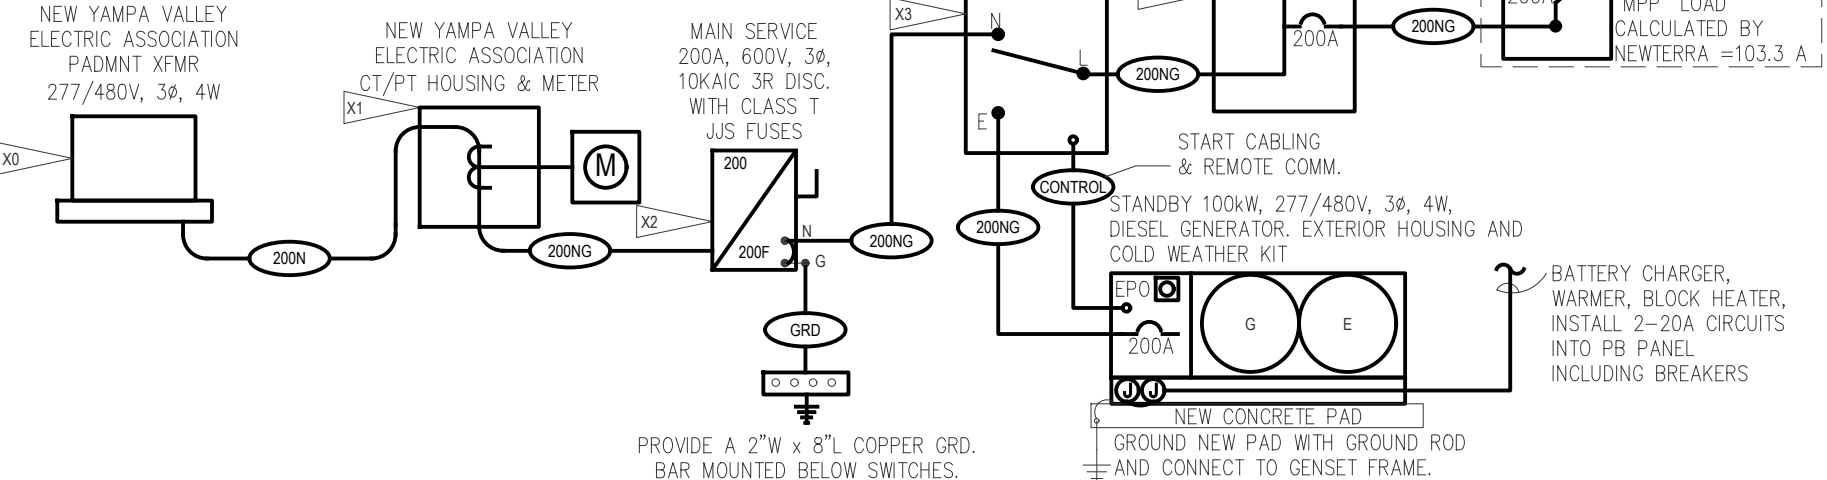 NEW YAMPA VALLEY
ELECTRIC ASSOCIATION
PADMNT XFMR
277/480V, 3ø, 4W
X0
200N
NEW YAMPA VALLEY
ELECTRIC ASSOCIATION
CT/PT HOUSING & METER
X1
M
200NG
MAIN SERVICE
200A, 600V, 3ø,
10KAIC 3R DISC.
WITH CLASS T
JJS FUSES
X2
200
200F
N
G
200NG
GRD
PROVIDE A 2”W x 8”L COPPER GRD.
BAR MOUNTED BELOW SWITCHES.
X3
N
L
E
200NG
200NG
CONTROL
START CABLING
& REMOTE COMM.
200A
200NG
CALCULATED BY
NEWTERRA =103.3 A
STANDBY 100kW, 277/480V, 3ø, 4W,
DIESEL GENERATOR. EXTERIOR HOUSING AND
COLD WEATHER KIT
EPO
200A
G
E
J
J
NEW CONCRETE PAD
GROUND NEW PAD WITH GROUND ROD
AND CONNECT TO GENSET FRAME.
BATTERY CHARGER,
WARMER, BLOCK HEATER,
INSTALL 2-20A CIRCUITS
INTO PB PANEL
INCLUDING BREAKERS